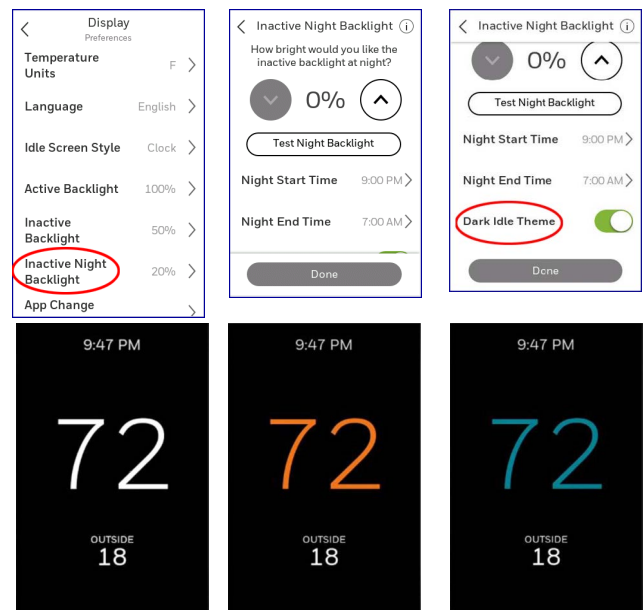 Display
Preferences
Temperature
Units
F
Language
English
Idle Screen Style
Clock
Active Backlight
100%
Inactive
Backlight
50%
Inactive Night
Backlight
20%
App Change
Inactive Night Backlight
How bright would you like the
inactive backlight at night?
0%
Test Night Backlight
Night Start Time
9:00 PM
Night End Time
7:00 AM
Done
Inactive Night Backlight
0%
Test Night Backlight
Night Start Time
9:00 PM
Night End Time
7:00 AM
Dark Idle Theme
Done
9:47 PM
72
OUTSIDE
18
9:47 PM
72
OUTSIDE
18
9:47 PM
72
OUTSIDE
18